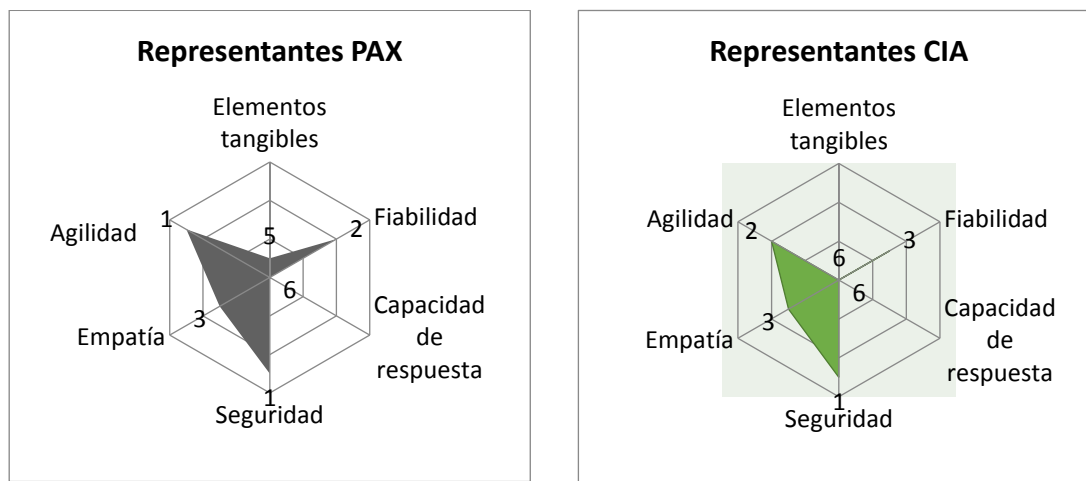 Representantes PAX
Elementos
tangibles
Fiabilidad
Capacidad
de
respuesta
Seguridad
Empatía
Agilidad
5
2
6
1
3
1
Representantes CIA
Elementos
tangibles
Fiabilidad
Capacidad
de
respuesta
Seguridad
Empatía
Agilidad
6
3
6
1
3
2